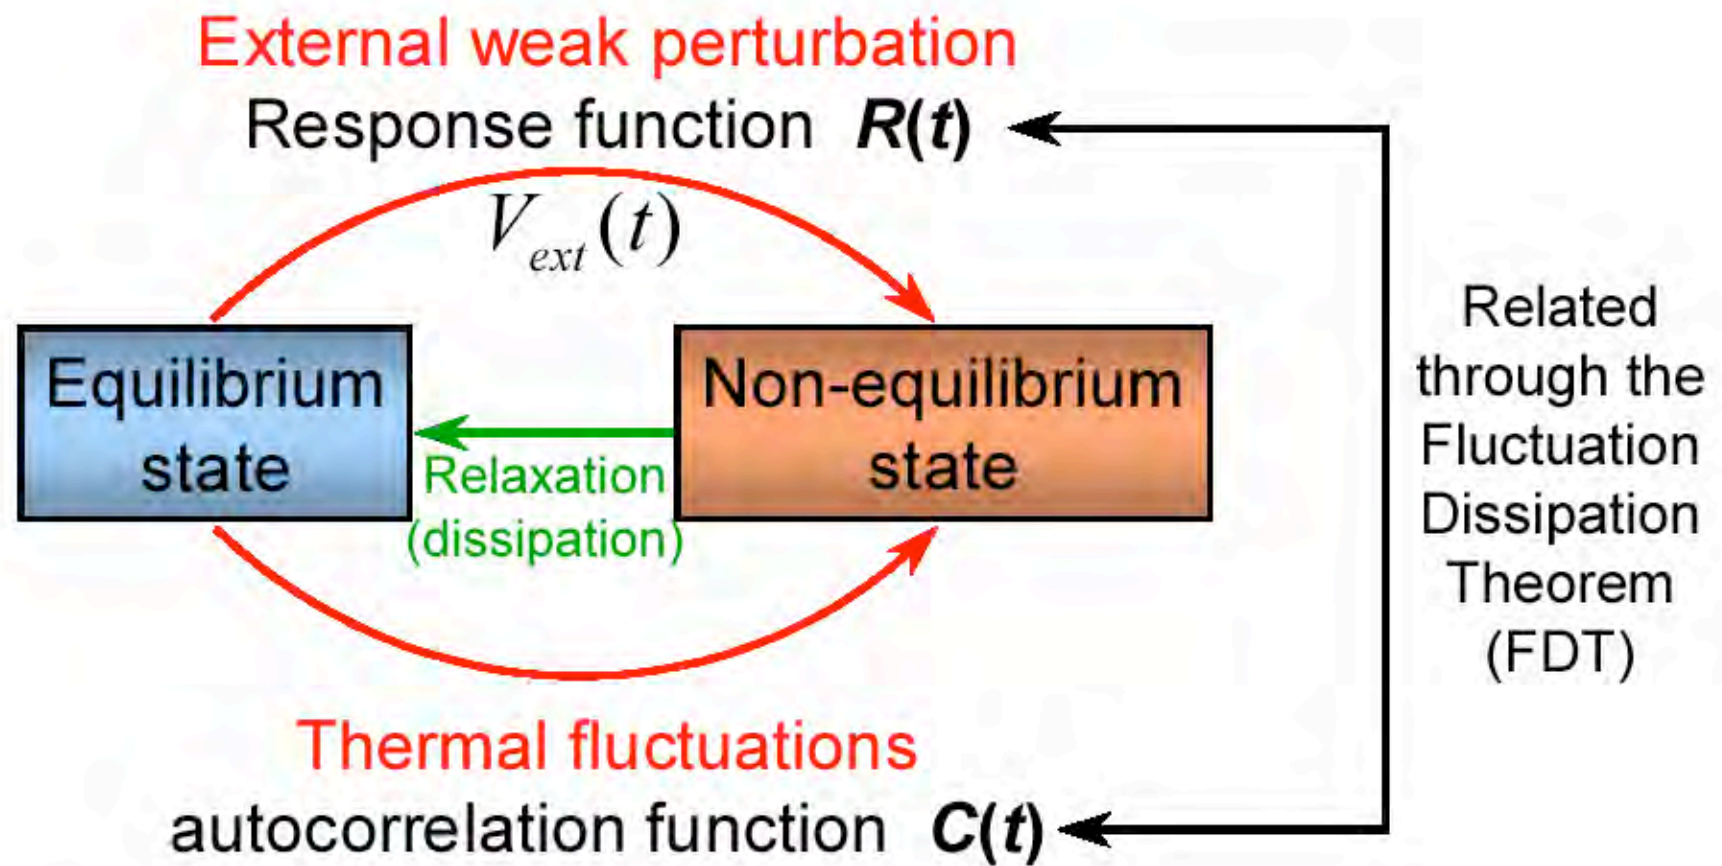 External weak perturbation
Response function R(t)
V_ext(t)
Equilibrium
state
Non-equilibrium
state
Relaxation
(dissipation)
Related
through the
Fluctuation
Dissipation
Theorem
(FDT)
Thermal fluctuations
autocorrelation function C(t)